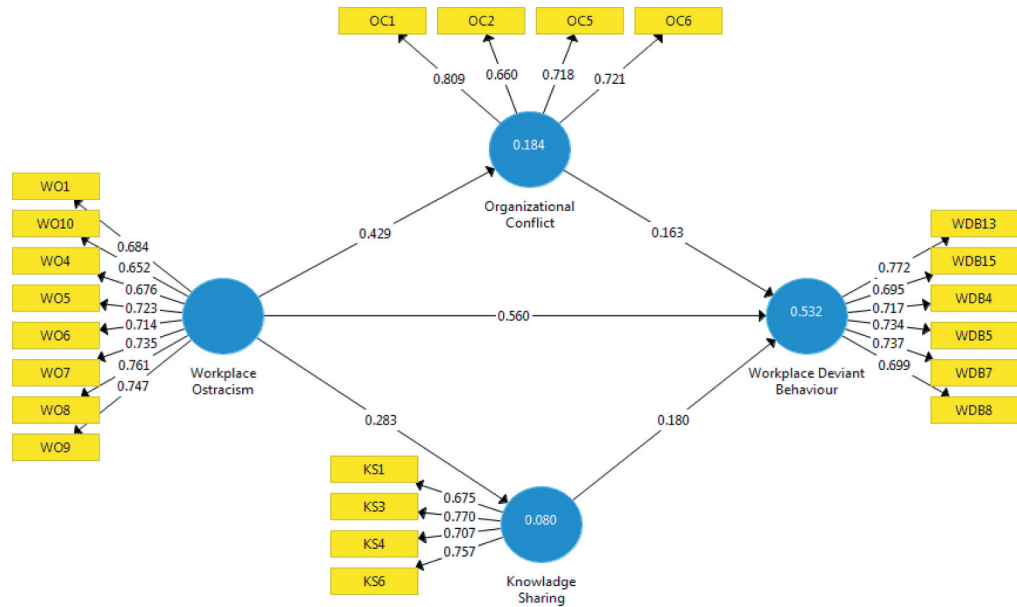 OC1
OC2
OC5
OC6
0.809
0.660
0.718
0.721
0.184
Organizational
Conflict
WO1
WO10
WO4
WO5
WO6
WO7
WO8
WO9
0.684
0.652
0.676
0.723
0.714
0.735
0.761
0.747
Workplace
Ostracism
0.429
0.163
0.560
0.283
0.180
WDB13
WDB15
WDB4
WDB5
WDB7
WDB8
0.772
0.695
0.717
0.734
0.737
0.699
0.532
Workplace Deviant
Behaviour
KS1
KS3
KS4
KS6
0.675
0.770
0.707
0.757
0.080
Knowladge
Sharing